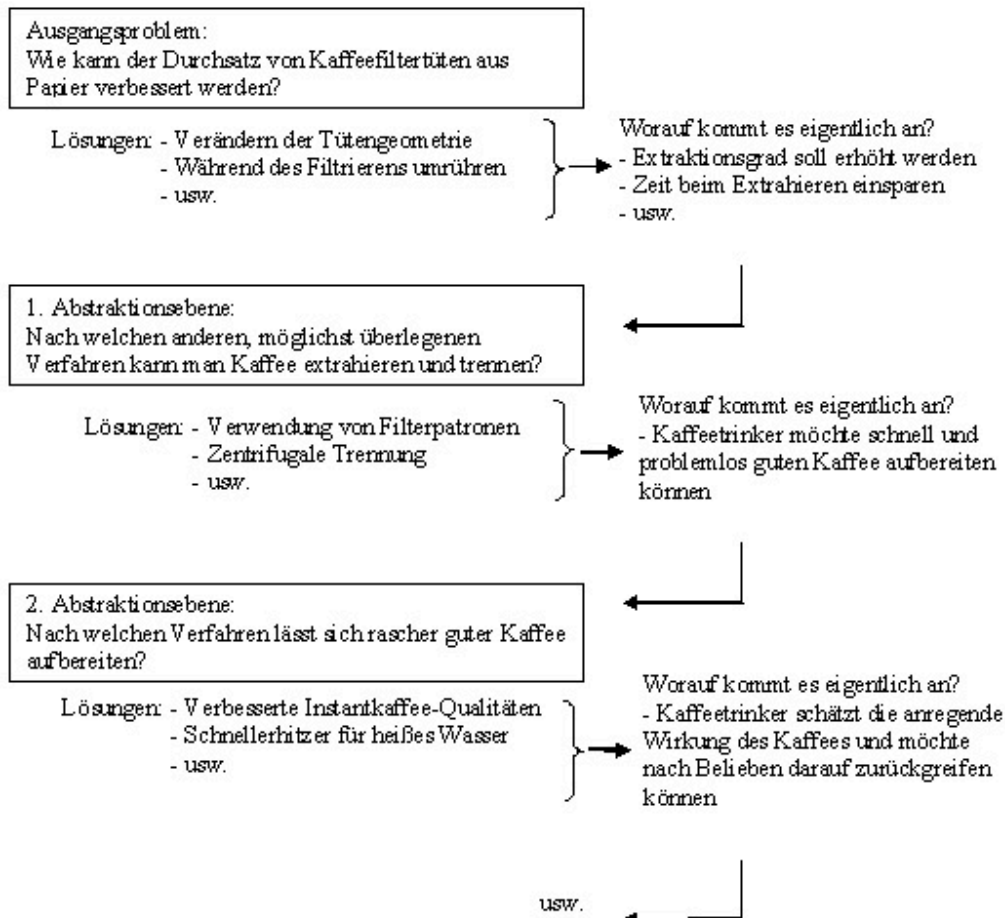 Ausgangsproblem:
Wie kann der Durchsatz von Kaffeefiltertüten aus
Papier verbessert werden?
Lösungen: - Verändern der Tütengeometrie
- Während des Filtrierens umrühren
- usw.
Worauf kommt es eigentlich an?
- Extraktionsgrad soll erhöht werden
- Zeit beim Extrahieren einsparen
- usw.
1. Abstraktionsebene:
Nach welchen anderen, möglichst überlegenen
Verfahren kann man Kaffee extrahieren und trennen?
Lösungen: - Verwendung von Filterpatronen
- Zentrifugale Trennung
- usw.
Worauf kommt es eigentlich an?
- Kaffeetrinker möchte schnell und
problemlos guten Kaffee aufbereiten
können
2. Abstraktionsebene:
Nach welchen Verfahren lässt sich rascher guter Kaffee
aufbereiten?
Lösungen: - Verbesserte Instantkaffee-Qualitäten
- Schnellerhitzer für heißes Wasser
- usw.
Worauf kommt es eigentlich an?
- Kaffeetrinker schätzt die anregende
Wirkung des Kaffees und möchte
nach Belieben darauf zurückgreifen
können
usw.